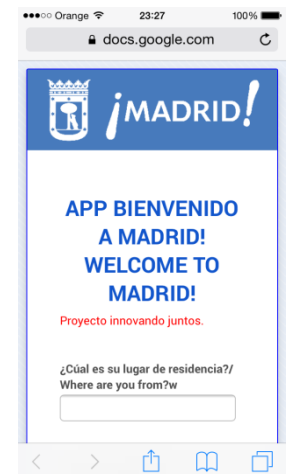 Orange 23:27 100%
docs.google.com
¡MADRID!
APP BIENVENIDO
A MADRID!
WELCOME TO
MADRID!
Proyecto innovando juntos.
¿Cúal es su lugar de residencia?/
Where are you from?w